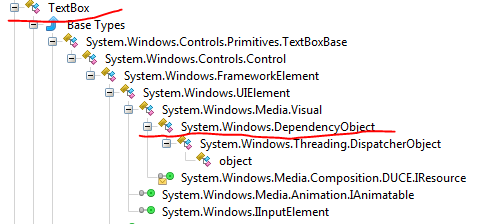 TextBox
Base Types
System.Windows.Controls.Primitives.TextBoxBase
System.Windows.Controls.Control
System.Windows.FrameworkElement
System.Windows.UIElement
System.Windows.Media.Visual
System.Windows.DependencyObject
System.Windows.Threading.DispatcherObject
object
System.Windows.Media.Composition.DUCE.IResource
System.Windows.Media.Animation.IAnimatable
System.Windows.IInputElement